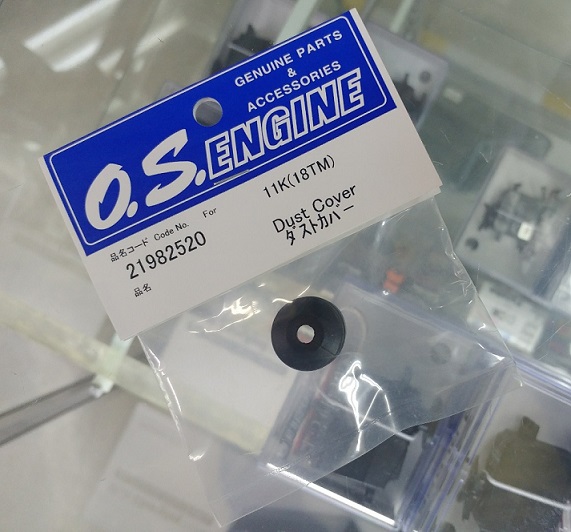 GENUINE PARTS
&
ACCESSORIES
O.S.ENGINE
品名コード Code No. For 11K(18TM)
21982520
品名 Dust Cover
ダストカバー